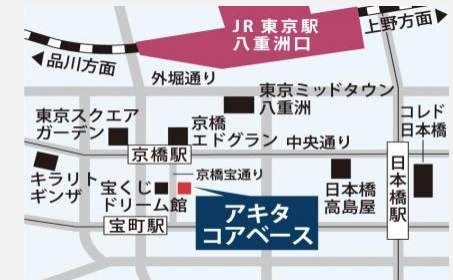 JR 東京駅
八重洲口
上野方面▶
◀品川方面
外堀通り
東京ミッドタウン
八重洲
東京スクエア
ガーデン
京橋
エドグラン
中央通り
コレド
日本橋
京橋駅
京橋宝通り
キラリト
ギンザ
宝くじ
ドリーム館
日本橋
高島屋
日本橋駅
宝町駅
アキタ
コアベース